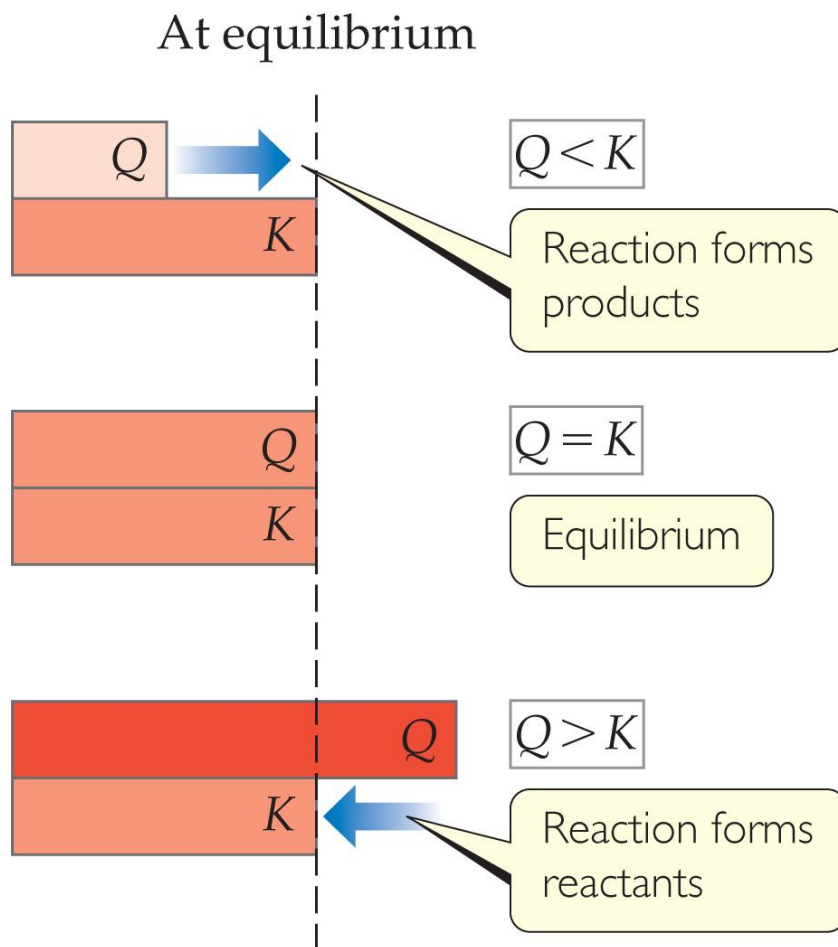 At equilibrium
Q
Q < K
K
Reaction forms
products
Q
Q = K
K
Equilibrium
Q
Q > K
K
Reaction forms
reactants